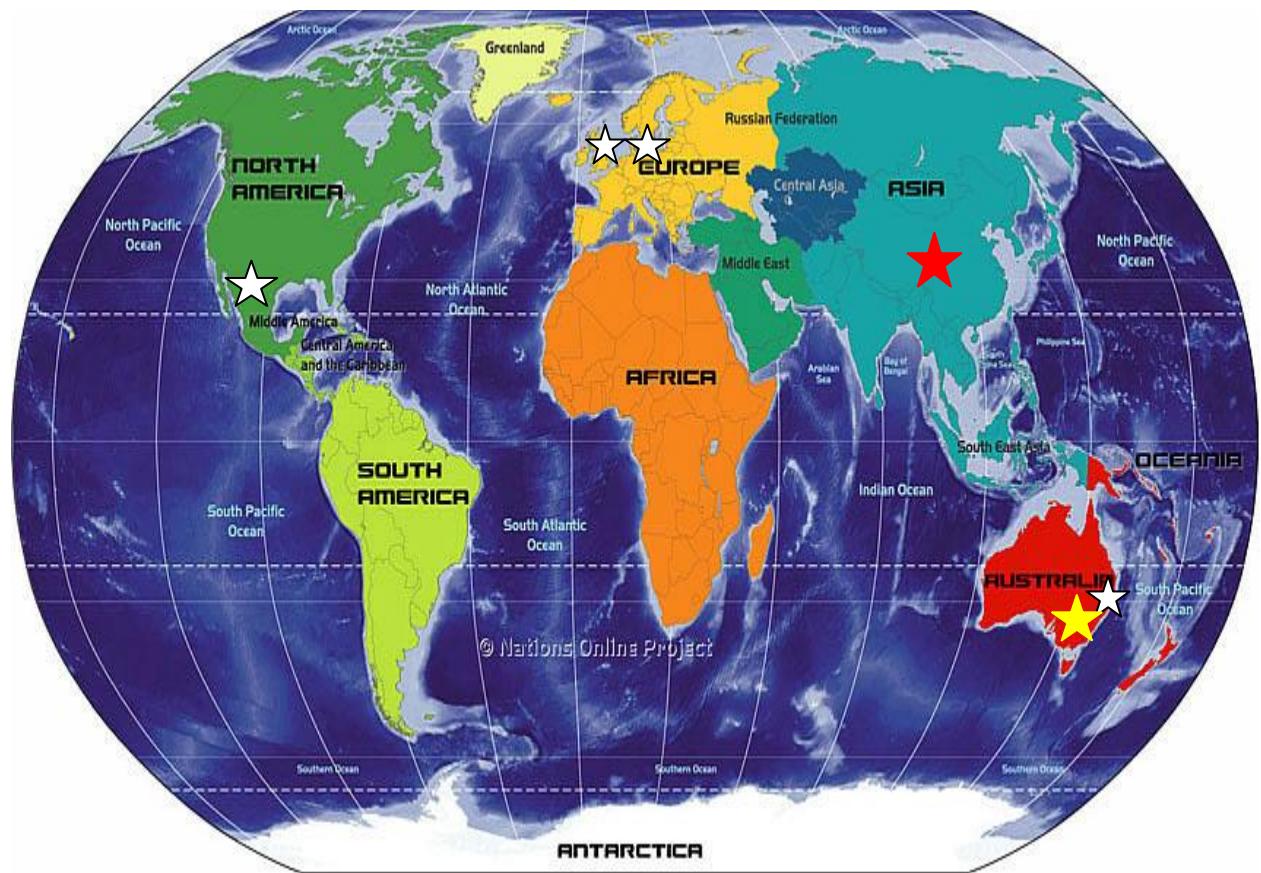 Arctic Ocean
Arctic Ocean
Greenland
Russian Federation
NORTH
AMERICA
EUROPE
Central Asia
ASIA
North Pacific
Ocean
North Pacific
Ocean
Middle East
North Atlantic
Ocean
Middle America
Central America
and the Caribbean
Philippine Sea
South
China Sea
Bay of
Bengal
Arabian
Sea
AFRICA
South East Asia
OCEANIA
SOUTH
AMERICA
Indian Ocean
South Pacific
Ocean
South Atlantic
Ocean
AUSTRALIA
South Pacific
Ocean
© Nations Online Project
Southern Ocean
Southern Ocean
Southern Ocean
ANTARCTICA